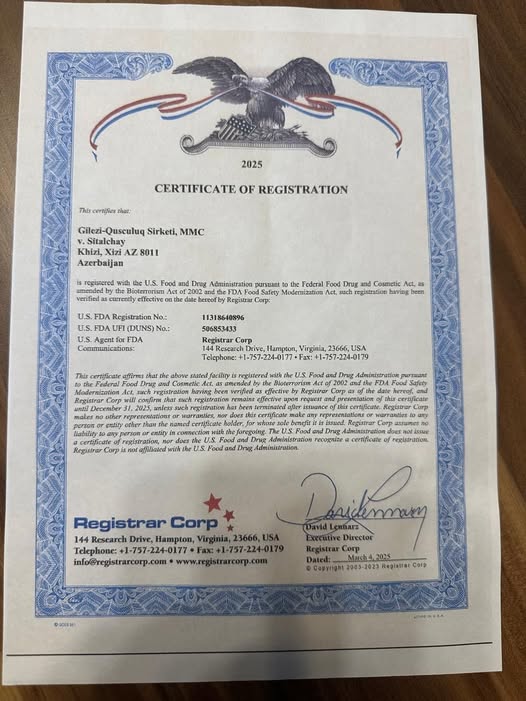 2025
CERTIFICATE OF REGISTRATION
This certifies that:
Gilezi-Qusculuq Sirketi, MMC
v. Sitalchay
Khizi, Xizi AZ 8011
Azerbaijan
is registered with the U.S. Food and Drug Administration pursuant to the Federal Food Drug and Cosmetic Act, as
amended by the Bioterrorism Act of 2002 and the FDA Food Safety Modernization Act, such registration having been
verified as currently effective on the date hereof by Registrar Corp:
U.S. FDA Registration No.: 11318640896
U.S. FDA UFI (DUNS) No.: 506853433
U.S. Agent for FDA Registrar Corp
Communications: 144 Research Drive, Hampton, Virginia, 23666, USA
Telephone: +1-757-224-0177 • Fax: +1-757-224-0179
This certificate affirms that the above stated facility is registered with the U.S. Food and Drug Administration pursuant
to the Federal Food Drug and Cosmetic Act, as amended by the Bioterrorism Act of 2002 and the FDA Food Safety
Modernization Act, such registration having been verified as effective by Registrar Corp as of the date hereof, and
Registrar Corp will confirm that such registration remains effective upon request and presentation of this certificate
until December 31, 2025, unless such registration has been terminated after issuance of this certificate. Registrar Corp
makes no other representations or warranties, nor does this certificate make any representations or warranties to any
person or entity other than the named certificate holder, for whose sole benefit it is issued. Registrar Corp assumes no
liability to any person or entity in connection with the foregoing. The U.S. Food and Drug Administration does not issue
a certificate of registration, nor does the U.S. Food and Drug Administration recognize a certificate of registration.
Registrar Corp is not affiliated with the U.S. Food and Drug Administration.
Registrar Corp
144 Research Drive, Hampton, Virginia, 23666, USA
Telephone: +1-757-224-0177 • Fax: +1-757-224-0179
info@registrarcorp.com • www.registrarcorp.com
David Lennarz
Executive Director
Registrar Corp
Dated: March 4, 2025
© Copyright 2003-2023 Registrar Corp